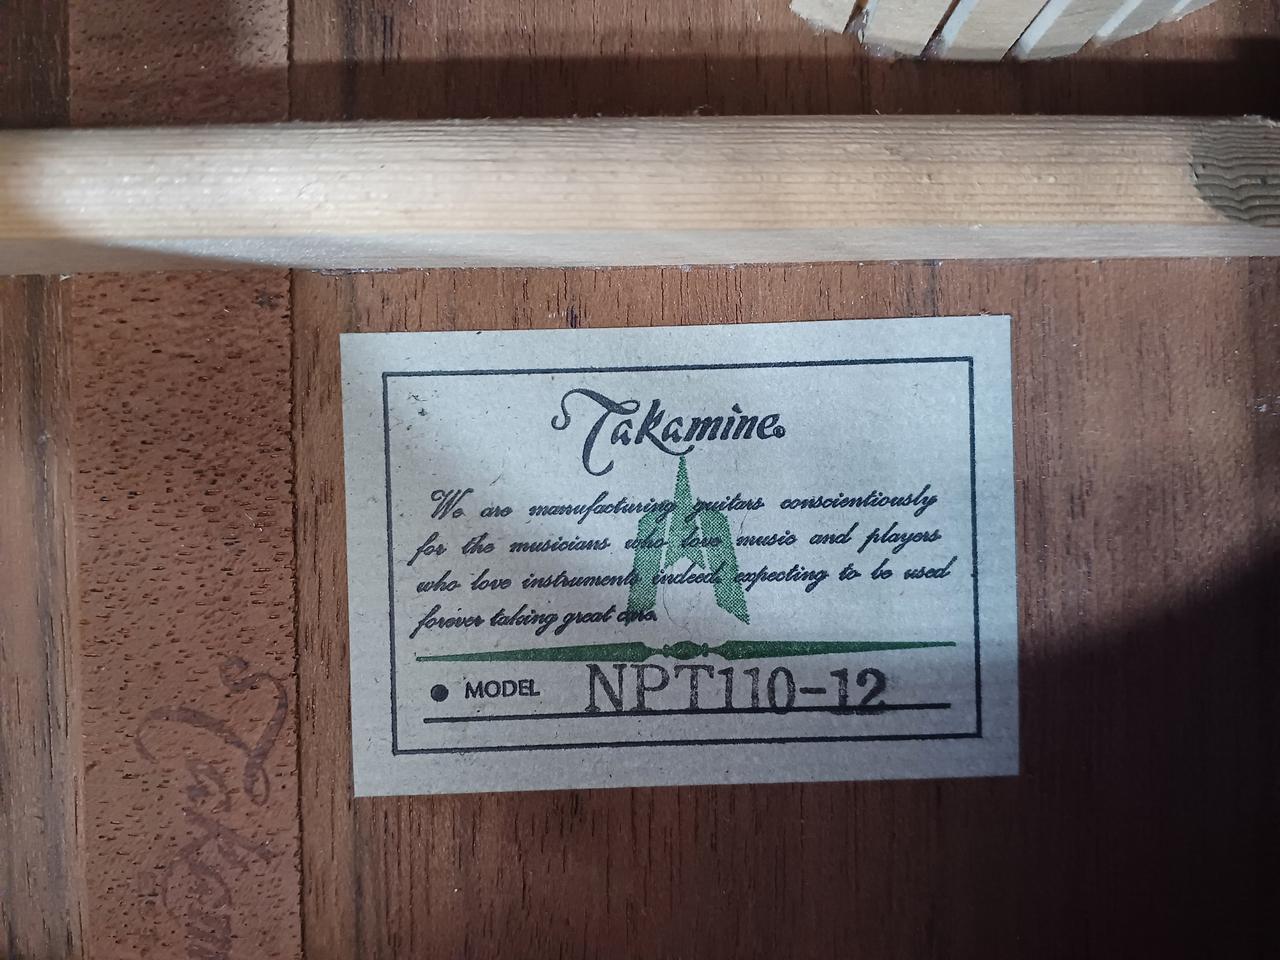 Takamine®
We are manufacturing guitars conscientiously
for the musicians who love music and players
who love instruments indeed, expecting to be used
forever taking great care.
● MODEL NPT110-12
Takamine